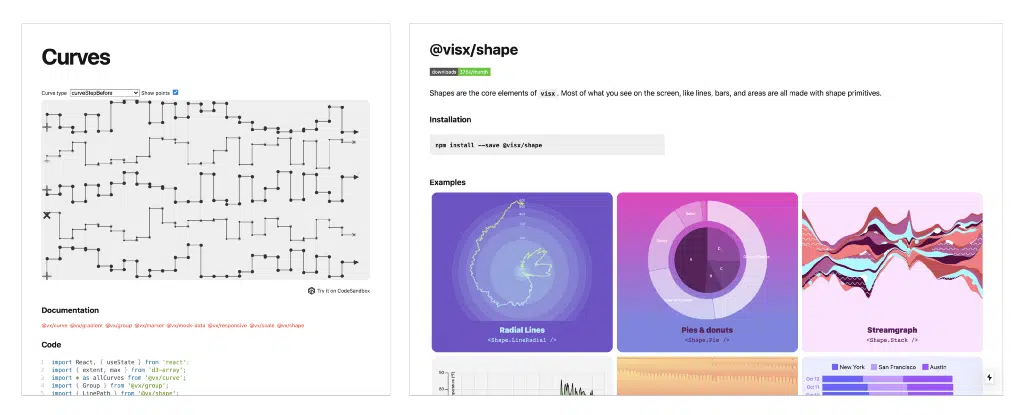 Curves
Curve type curveStepBefore Show points
Try it on CodeSandbox
Documentation
@vx/curve @vx/gradient @vx/group @vx/marker @vx/mock-data @vx/responsive @vx/scale @vx/shape
Code
1 import React, { useState } from 'react';
2 import { extent, max } from 'd3-array';
3 import * as allCurves from '@vx/curve';
4 import { Group } from '@vx/group';
5 import { LinePath } from '@vx/shape';
@visx/shape
downloads /month
Shapes are the core elements of visx. Most of what you see on the screen, like lines, bars, and areas are all made with shape primitives.
Installation
npm install --save @visx/shape
Examples
Radial Lines
<Shape.LineRadial />
Pies & donuts
<Shape.Pie />
Streamgraph
<Shape.Stack />
90
80
New York San Francisco Austin
Oct 13
Oct 12